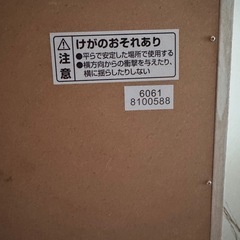 注意
けがのおそれあり
●平らで安定した場所で使用する
●横方向からの衝撃を与えたり、
横に揺らしたりしない
6061
8100588